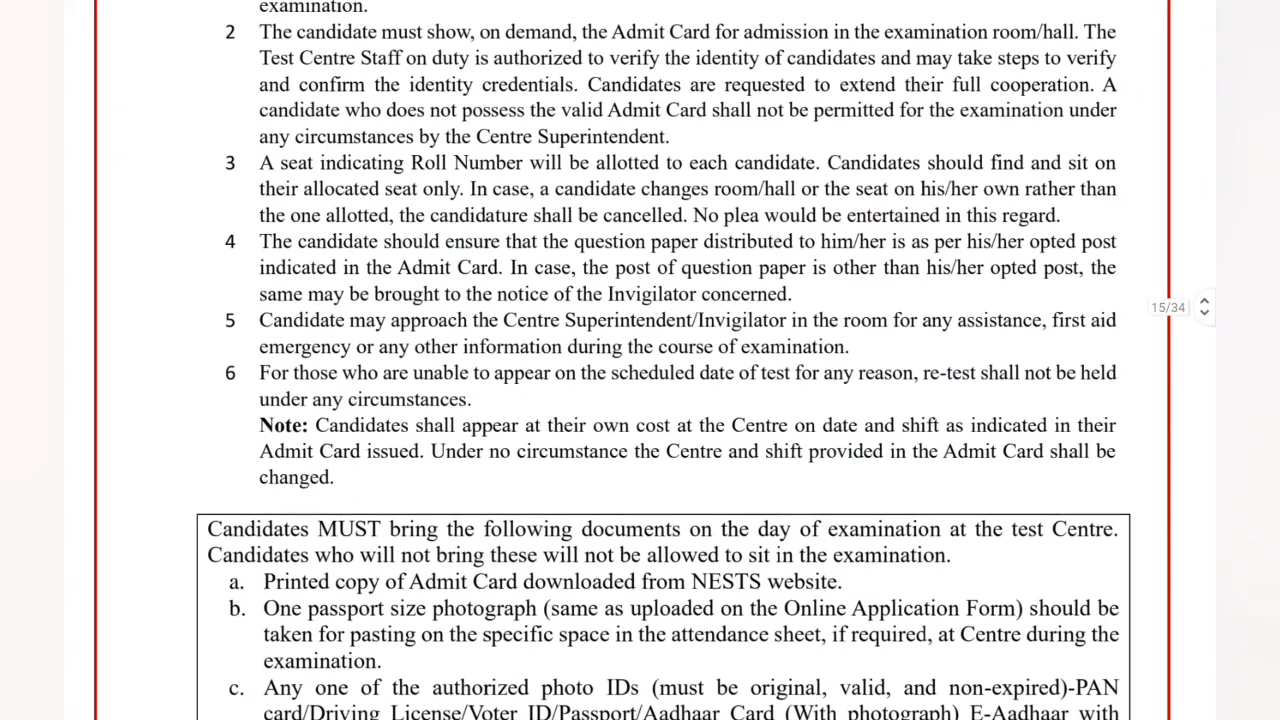 examination.
2 The candidate must show, on demand, the Admit Card for admission in the examination room/hall. The
Test Centre Staff on duty is authorized to verify the identity of candidates and may take steps to verify
and confirm the identity credentials. Candidates are requested to extend their full cooperation. A
candidate who does not possess the valid Admit Card shall not be permitted for the examination under
any circumstances by the Centre Superintendent.
3 A seat indicating Roll Number will be allotted to each candidate. Candidates should find and sit on
their allocated seat only. In case, a candidate changes room/hall or the seat on his/her own rather than
the one allotted, the candidature shall be cancelled. No plea would be entertained in this regard.
4 The candidate should ensure that the question paper distributed to him/her is as per his/her opted post
indicated in the Admit Card. In case, the post of question paper is other than his/her opted post, the
same may be brought to the notice of the Invigilator concerned.
15/34
5 Candidate may approach the Centre Superintendent/Invigilator in the room for any assistance, first aid
emergency or any other information during the course of examination.
6 For those who are unable to appear on the scheduled date of test for any reason, re-test shall not be held
under any circumstances.
Note: Candidates shall appear at their own cost at the Centre on date and shift as indicated in their
Admit Card issued. Under no circumstance the Centre and shift provided in the Admit Card shall be
changed.
Candidates MUST bring the following documents on the day of examination at the test Centre.
Candidates who will not bring these will not be allowed to sit in the examination.
a. Printed copy of Admit Card downloaded from NESTS website.
b. One passport size photograph (same as uploaded on the Online Application Form) should be
taken for pasting on the specific space in the attendance sheet, if required, at Centre during the
examination.
c. Any one of the authorized photo IDs (must be original, valid, and non-expired)-PAN
card/Driving License/Voter ID/Passport/Aadhaar Card (With photograph) E-Aadhaar with